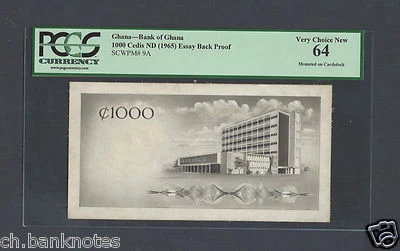 PCGS
CURRENCY
www.pcgscurrency.com
Ghana—Bank of Ghana
1000 Cedis ND (1965) Essay Back Proof
SCWPM# 9A
Very Choice New
64
Mounted on Cardstock
₵1000
ch.banknotes